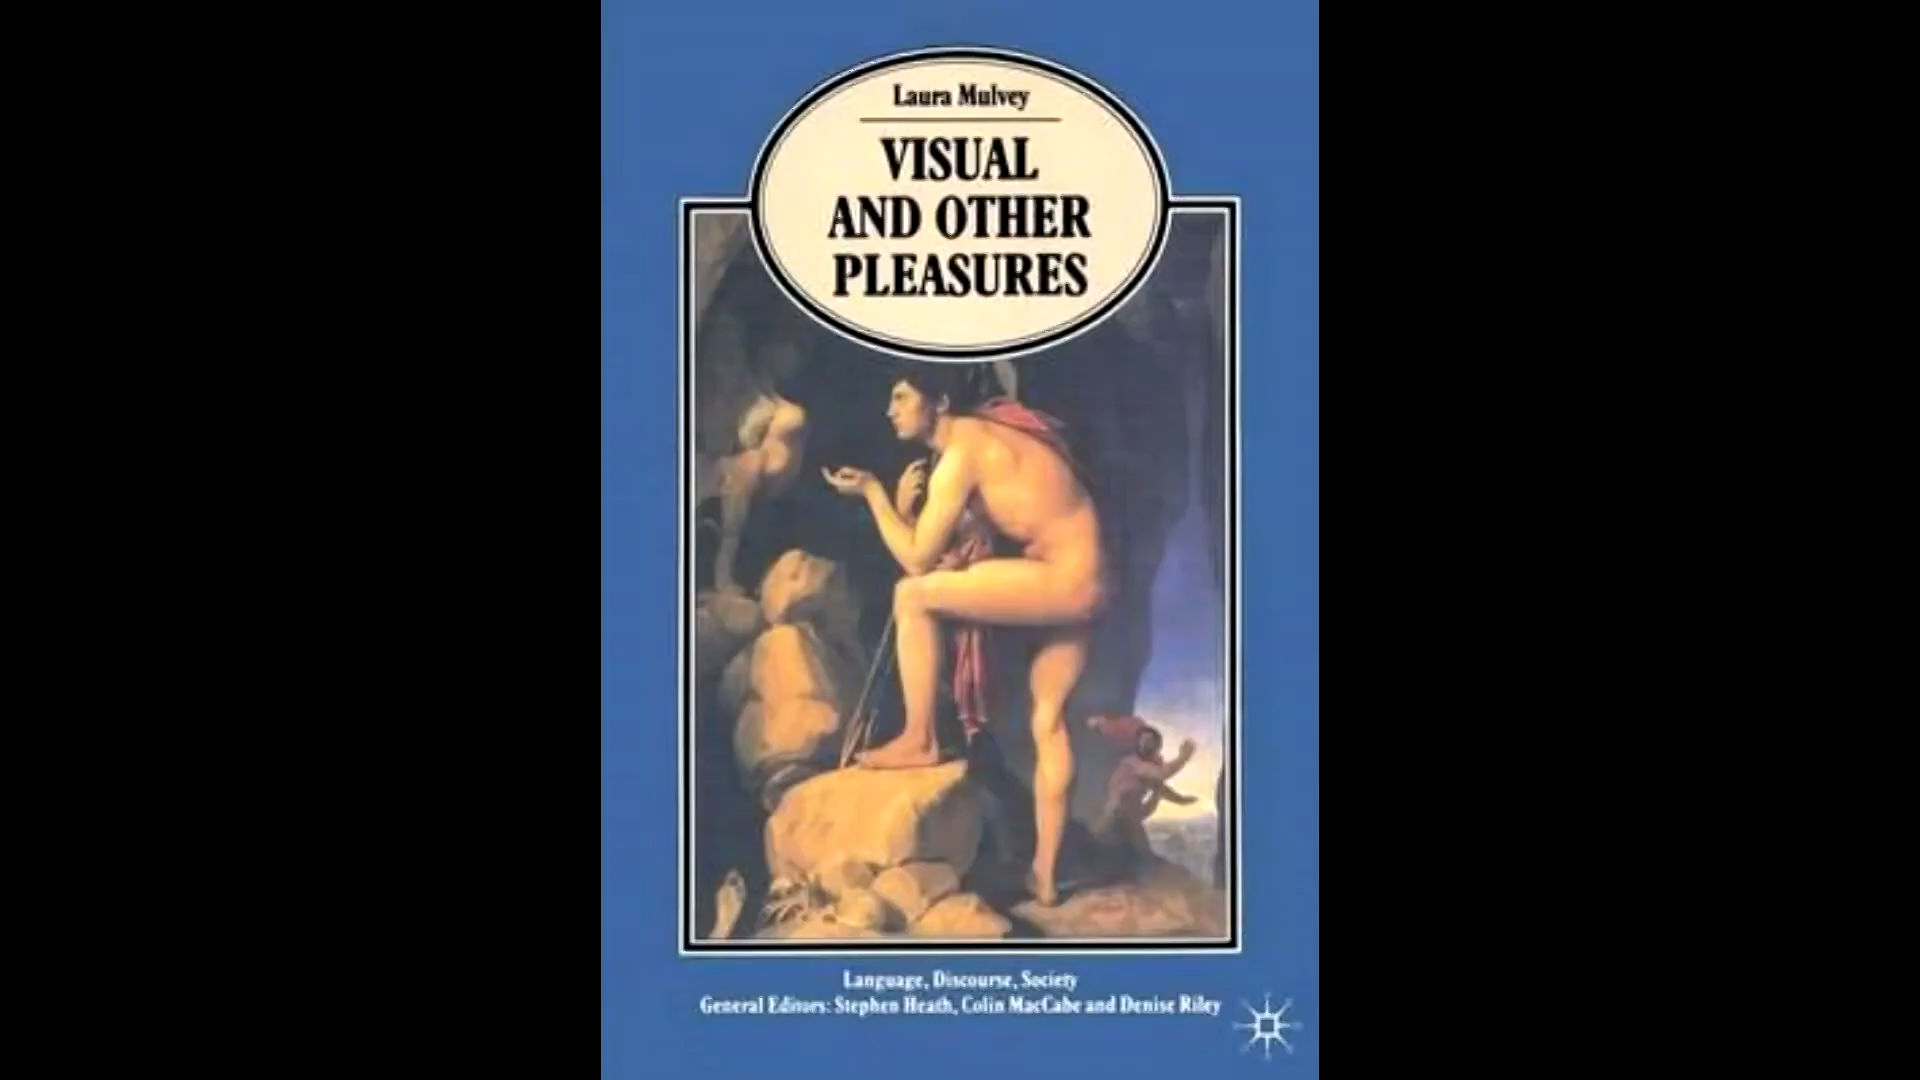 Laura Mulvey
VISUAL
AND OTHER
PLEASURES
Language, Discourse, Society
General Editors: Stephen Heath, Colin MacCabe and Denise Riley